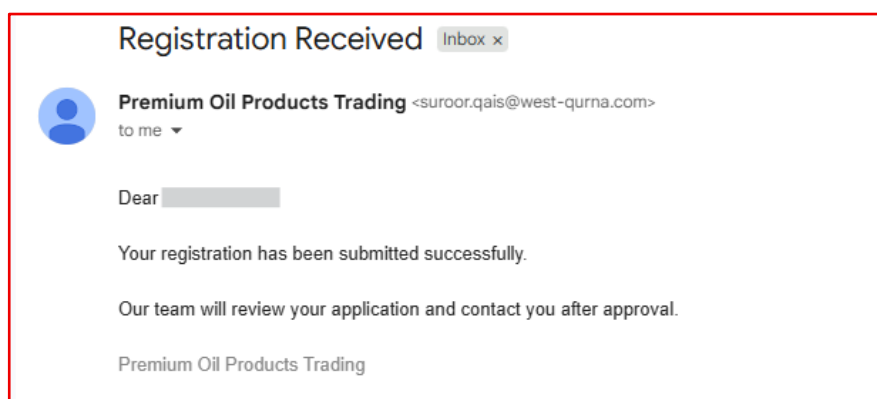 Registration Received Inbox ×
Premium Oil Products Trading <suroor.qais@west-qurna.com>
to me
Dear
Your registration has been submitted successfully.
Our team will review your application and contact you after approval.
Premium Oil Products Trading